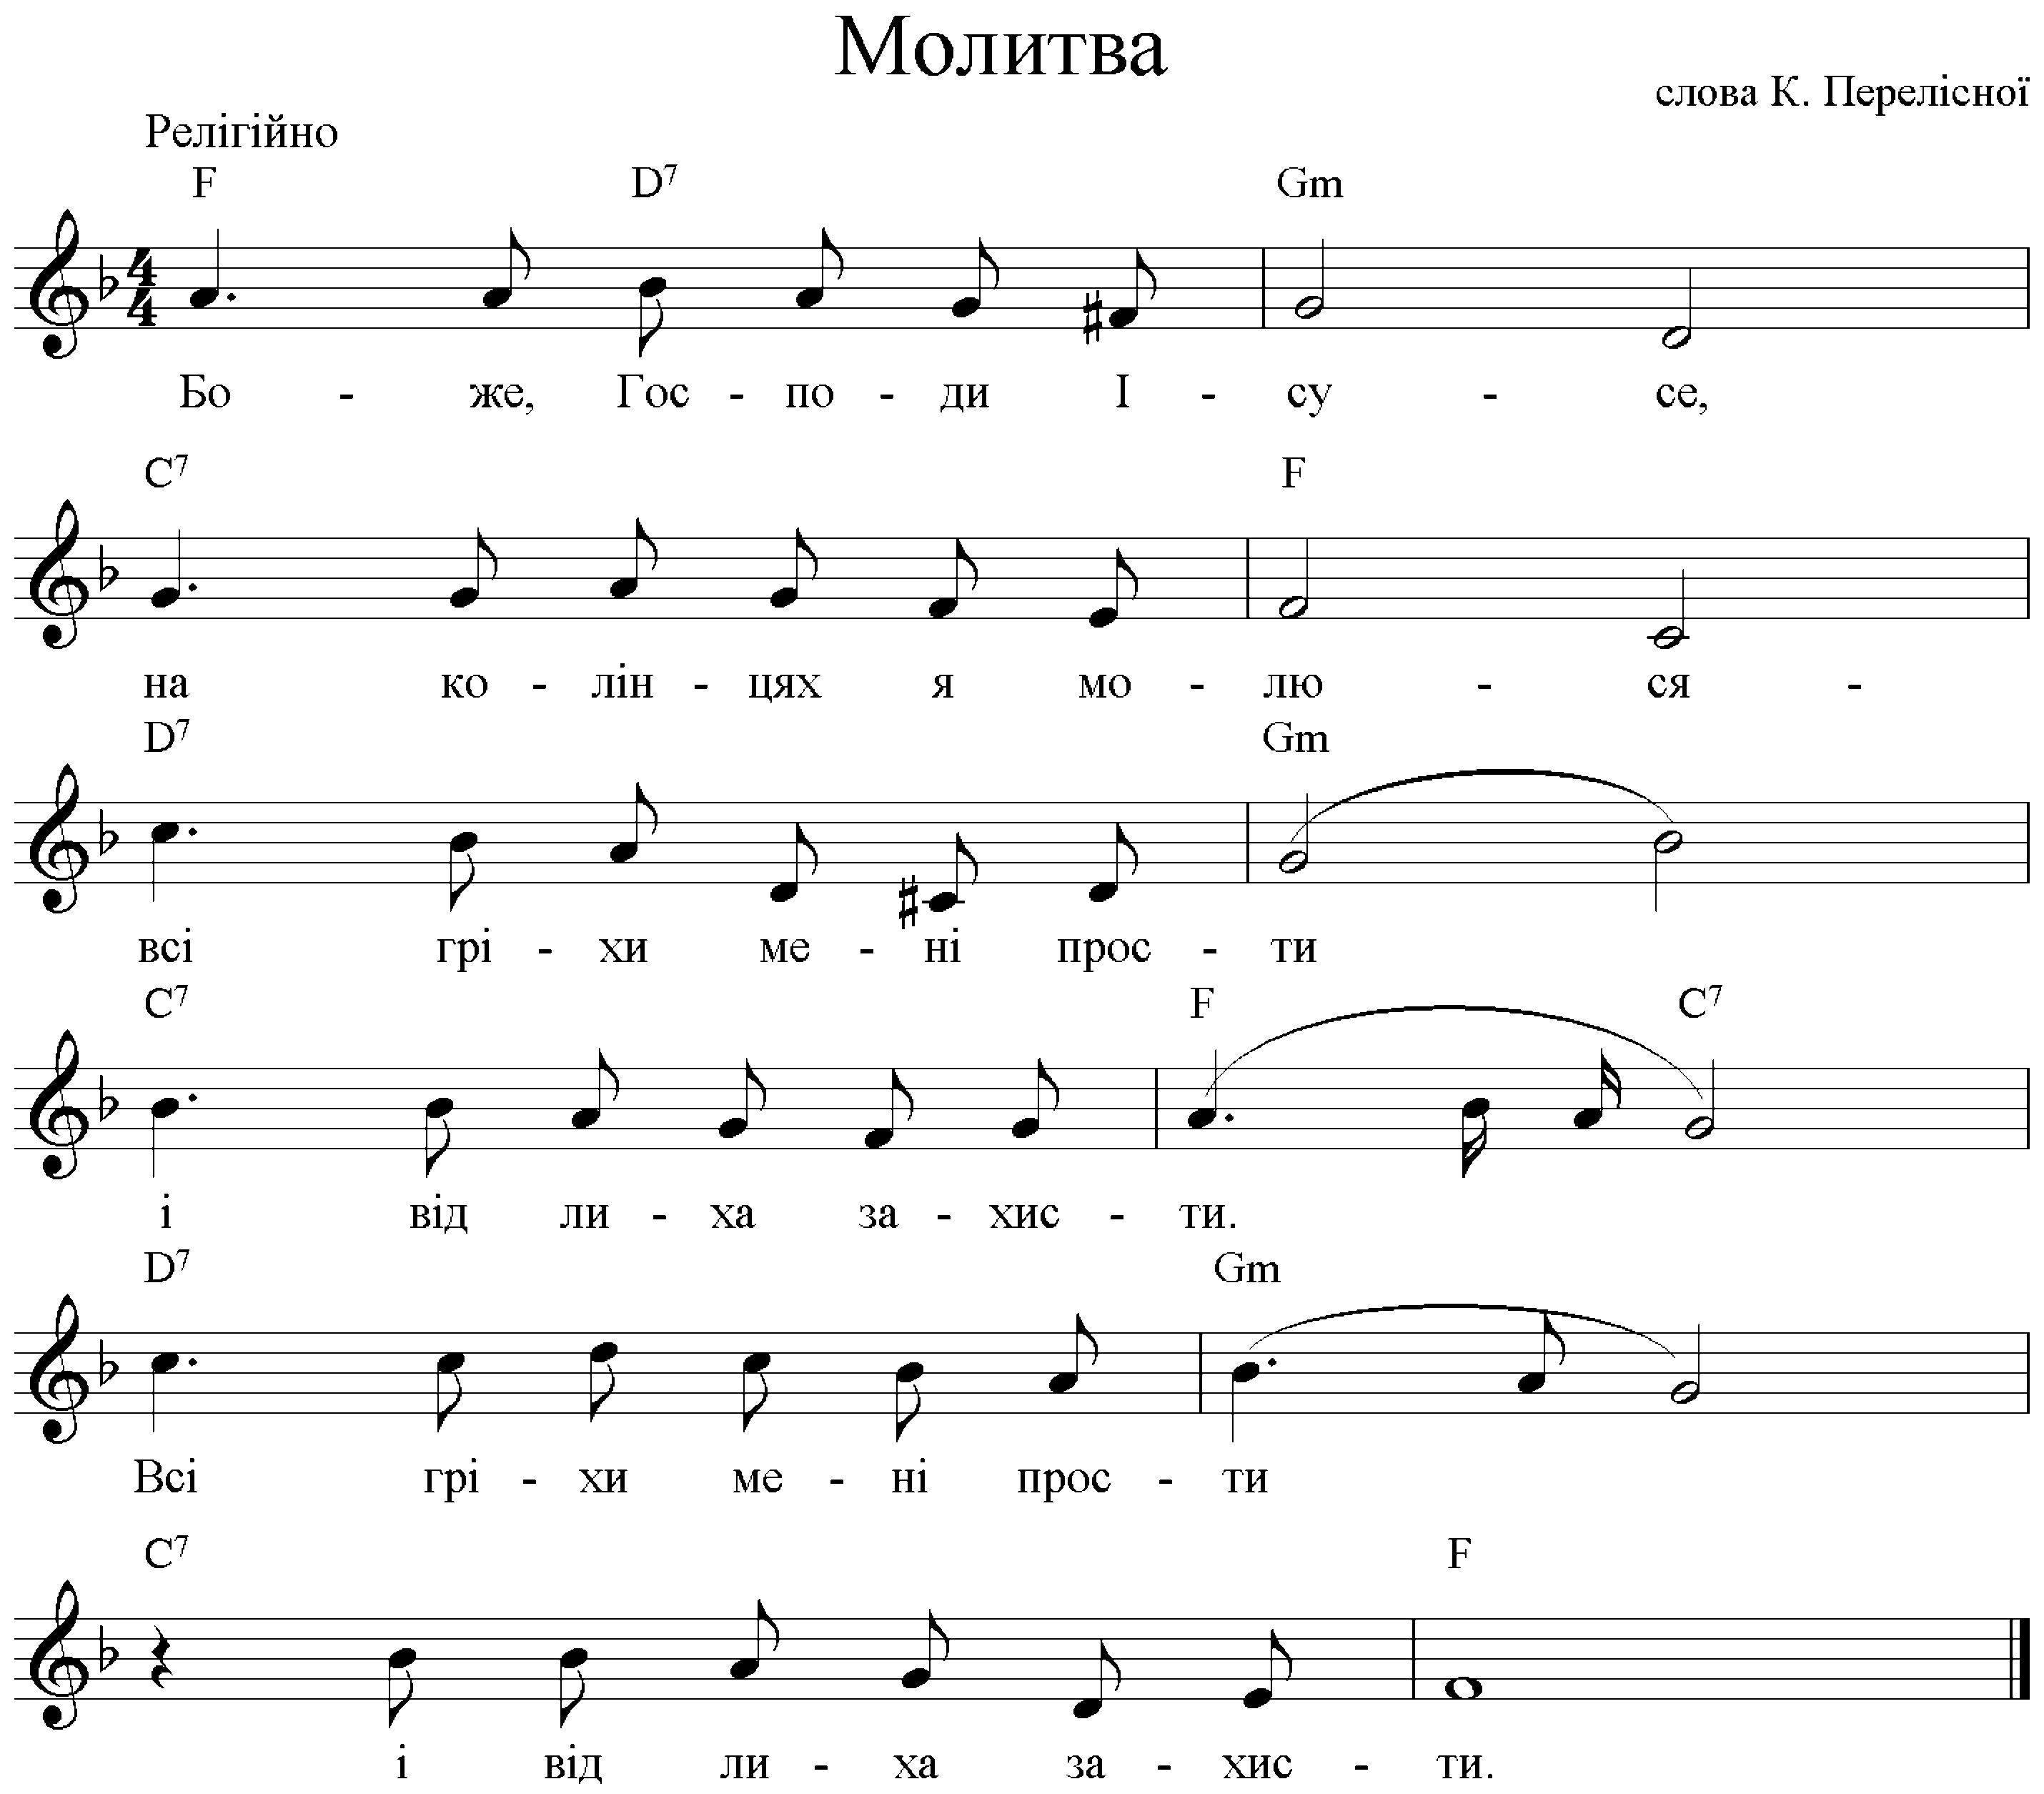 Молитва
слова К. Перелісної
Релігійно
F D7 Gm
4
4
Бо - же, Гос - по - ди І - су - се,
C7 F
на ко - лін - цях я мо - лю - ся -
D7 Gm
всі грі - хи ме - ні прос - ти
C7 F C7
і від ли - ха за - хис - ти.
D7 Gm
Всі грі - хи ме - ні прос - ти
C7 F
і від ли - ха за - хис - ти.